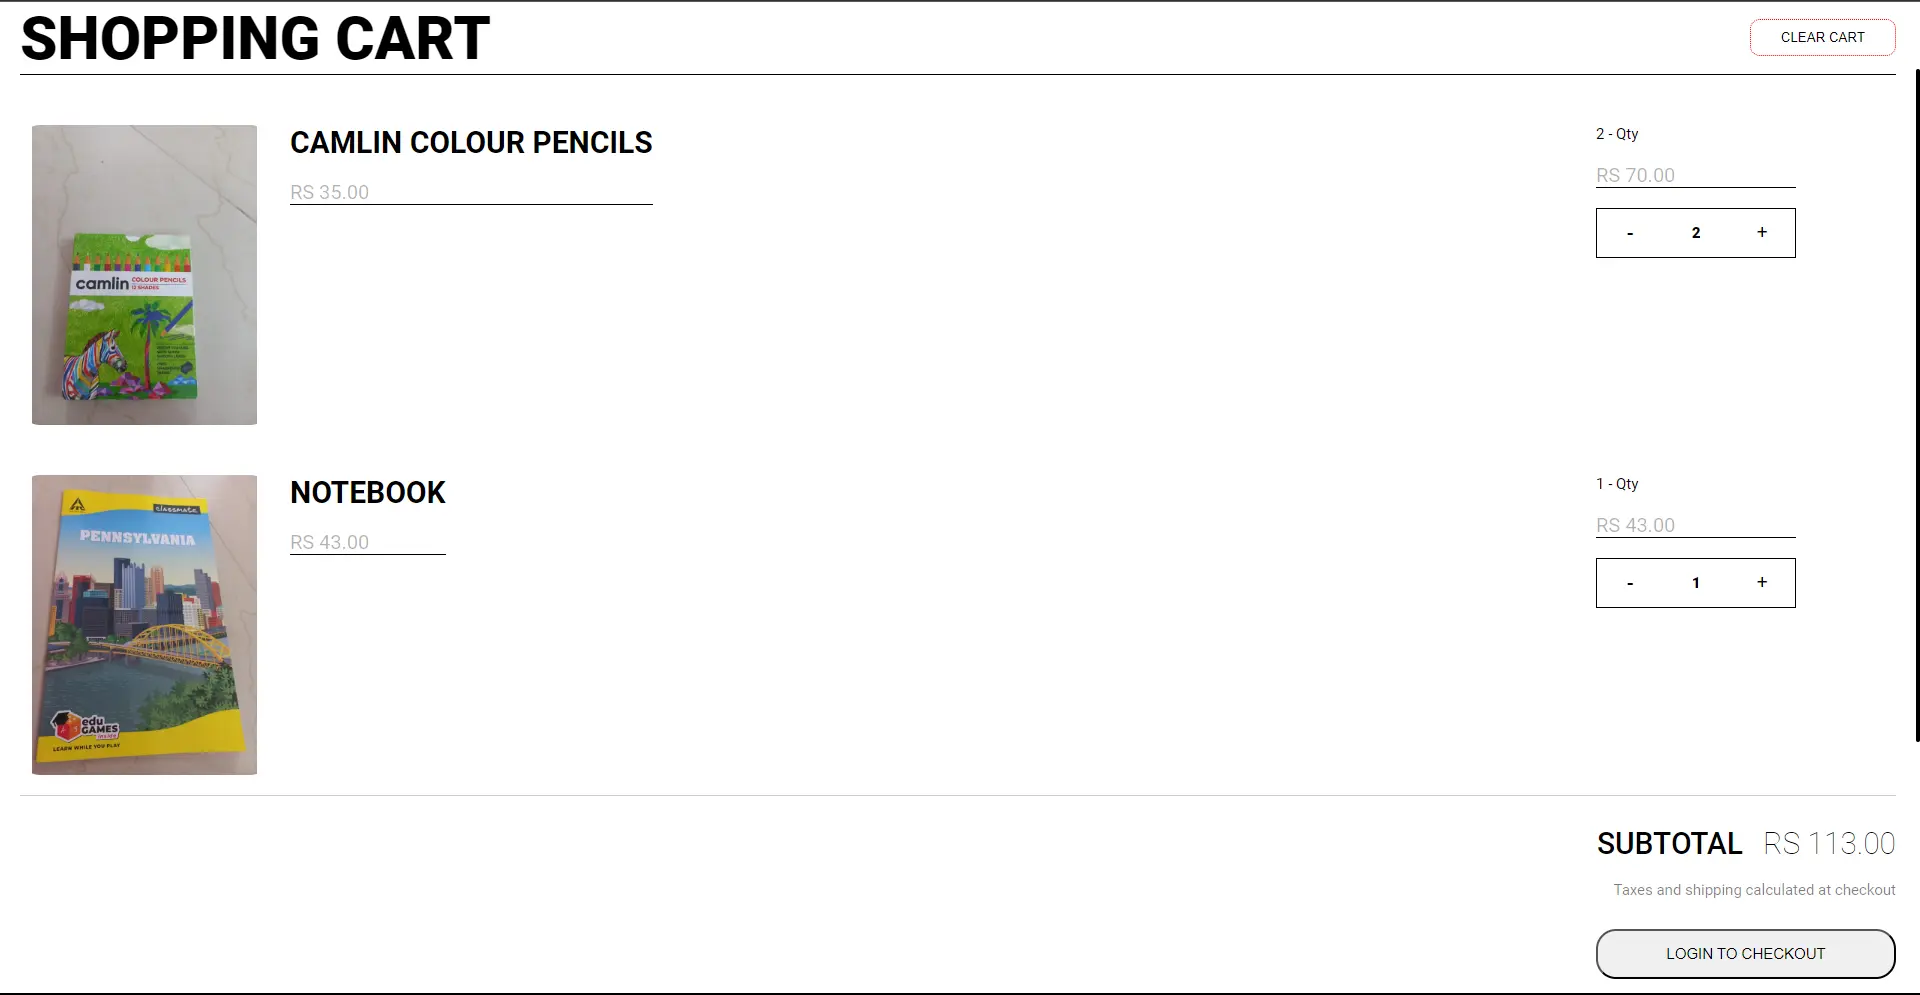 SHOPPING CART
CLEAR CART
CAMLIN COLOUR PENCILS
RS 35.00
2 - Qty
RS 70.00
- 2 +
camlin COLOUR PENCILS
12 SHADES
NOTEBOOK
RS 43.00
1 - Qty
RS 43.00
- 1 +
classmate
PENNSYLVANIA
edu
GAMES
inside
LEARN WHILE YOU PLAY
SUBTOTAL RS 113.00
Taxes and shipping calculated at checkout
LOGIN TO CHECKOUT